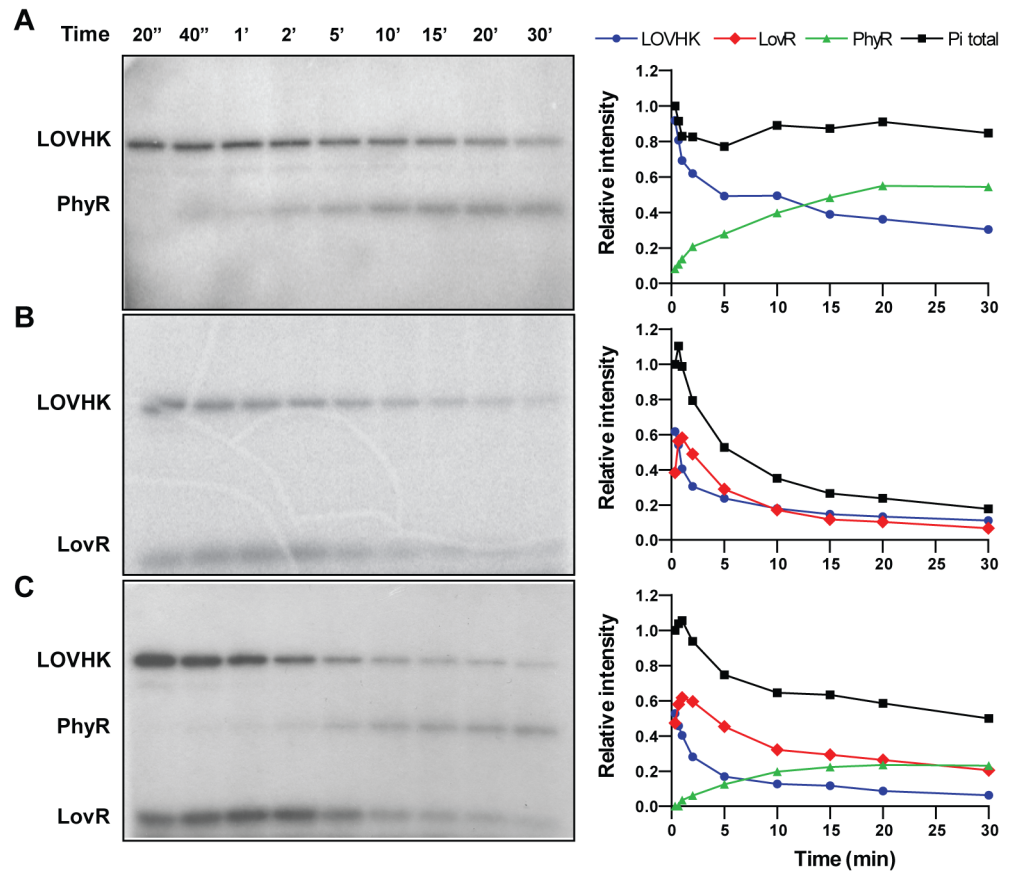 A
Time 20” 40” 1’ 2’ 5’ 10’ 15’ 20’ 30’
LOVHK
PhyR
LOVHK LovR PhyR Pi total
Relative intensity
1.2
1.0
0.8
0.6
0.4
0.2
0.0
0 5 10 15 20 25 30
B
LOVHK
LovR
Relative intensity
1.2
1.0
0.8
0.6
0.4
0.2
0.0
0 5 10 15 20 25 30
C
LOVHK
PhyR
LovR
Relative intensity
1.2
1.0
0.8
0.6
0.4
0.2
0.0
0 5 10 15 20 25 30
Time (min)